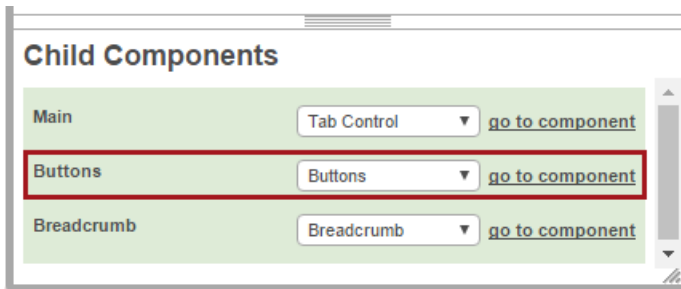 Child Components
Main Tab Control go to component
Buttons Buttons go to component
Breadcrumb Breadcrumb go to component